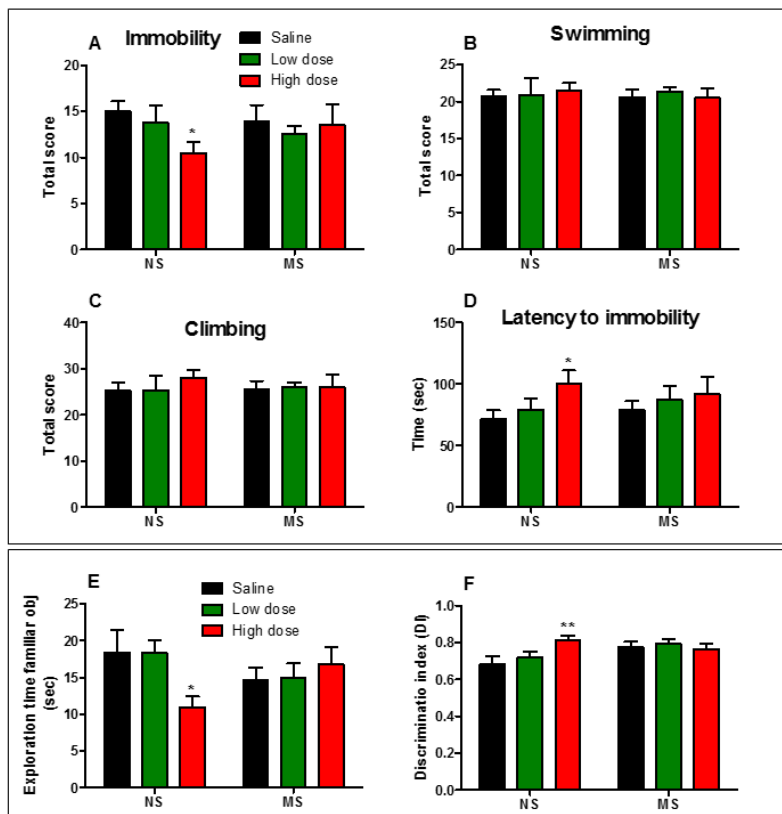 A
Immobility
Saline
Low dose
High dose
Total score
20
15
10
5
0
*
NS
MS
B
Swimming
Total score
25
20
15
10
5
0
NS
MS
C
Climbing
Total score
40
30
20
10
0
NS
MS
D
Latency to immobility
Time (sec)
150
100
50
0
*
NS
MS
E
Saline
Low dose
High dose
Exploration time familiar obj
(sec)
25
20
15
10
5
0
*
NS
MS
F
Discriminatio index (DI)
1.0
0.8
0.6
0.4
0.2
0.0
**
NS
MS